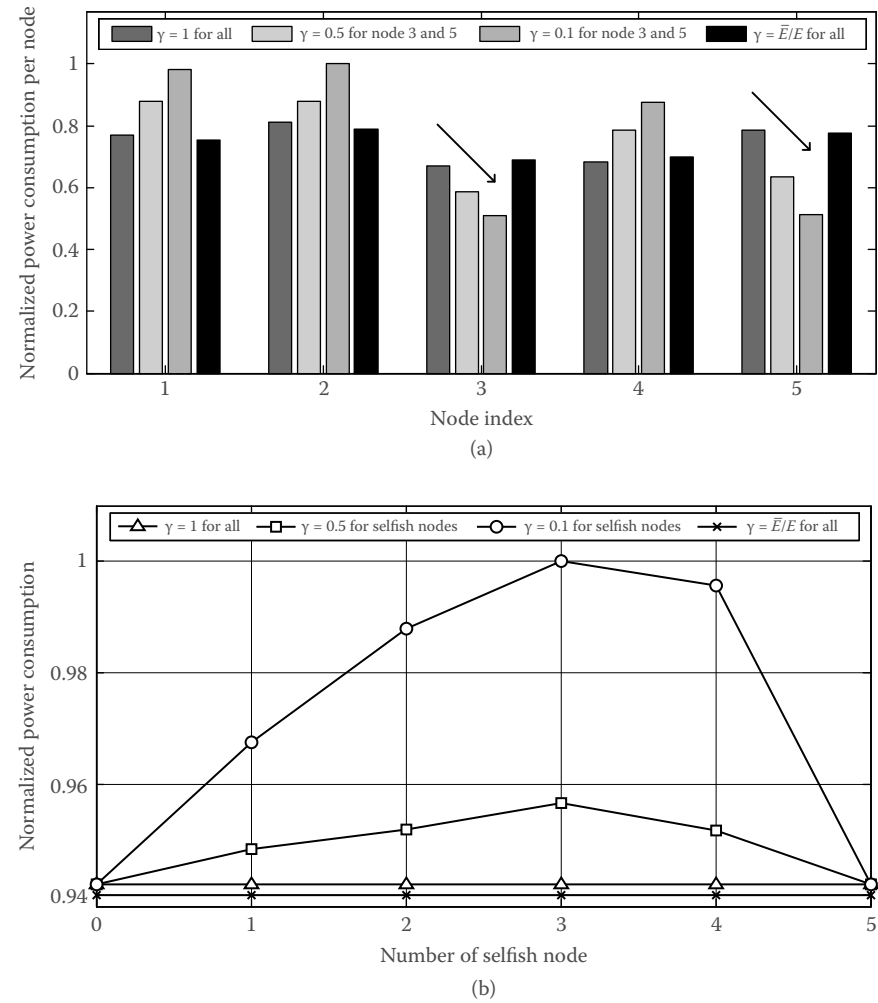 γ = 1 for all γ = 0.5 for node 3 and 5 γ = 0.1 for node 3 and 5 γ = E̅/E for all
Normalized power consumption per node
1
0.8
0.6
0.4
0.2
0
1 2 3 4 5
Node index
(a)
γ = 1 for all γ = 0.5 for selfish nodes γ = 0.1 for selfish nodes γ = E̅/E for all
Normalized power consumption
1
0.98
0.96
0.94
0 1 2 3 4 5
Number of selfish node
(b)